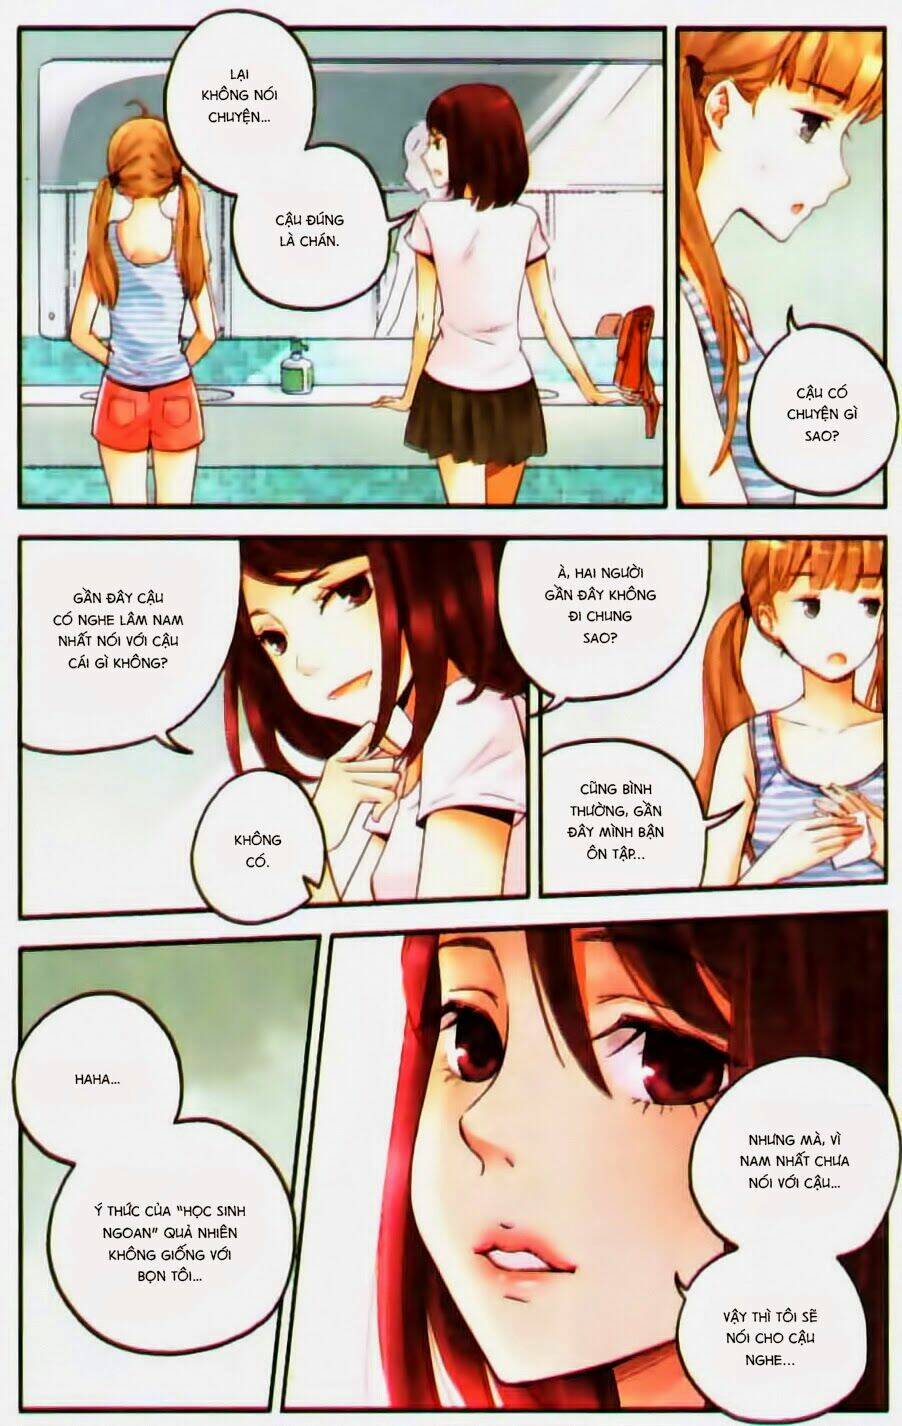 LẠI
KHÔNG NÓI
CHUYỆN...
CẬU ĐÚNG
LÀ CHÁN.
CẬU CÓ
CHUYỆN GÌ
SAO?
GẦN ĐÂY CẬU
CÓ NGHE LÂM NAM
NHẤT NÓI VỚI CẬU
CÁI GÌ KHÔNG?
KHÔNG
CÓ.
À, HAI NGƯỜI
GẦN ĐÂY KHÔNG
ĐI CHUNG
SAO?
CŨNG BÌNH
THƯỜNG, GẦN
ĐÂY MÌNH BẬN
ÔN TẬP...
HAHA...
Ý THỨC CỦA “HỌC SINH
NGOAN” QUẢ NHIÊN
KHÔNG GIỐNG VỚI
BỌN TÔI...
NHƯNG MÀ, VÌ
NAM NHẤT CHƯA
NÓI VỚI CẬU...
VẬY THÌ TÔI SẼ
NÓI CHO CẬU
NGHE...